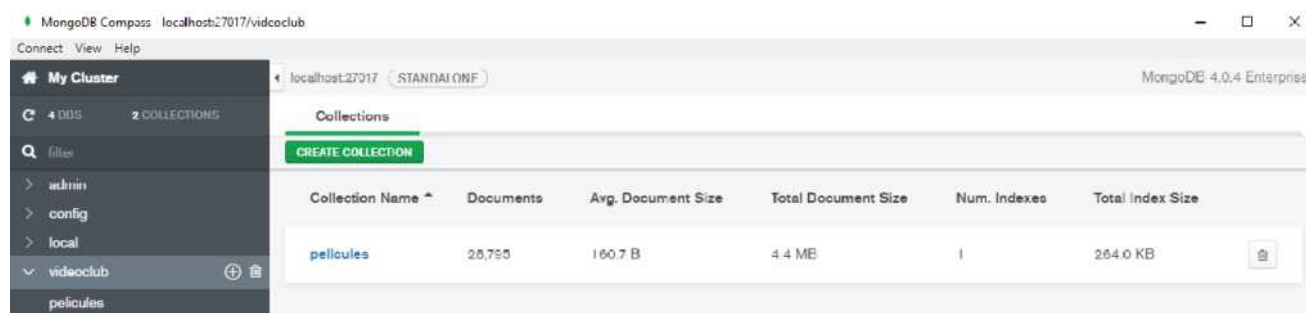 MongoDB Compass localhost:27017/videoclub
Connect View Help
My Cluster
localhost:27017 STANDALONE
MongoDB 4.0.4 Enterprise
4 DBS 2 COLLECTIONS
Collections
filter
CREATE COLLECTION
admin
config
local
videoclub
pelicules
Collection Name Documents Avg. Document Size Total Document Size Num. Indexes Total Index Size
pelicules 28,795 160.7 B 4.4 MB 1 264.0 KB